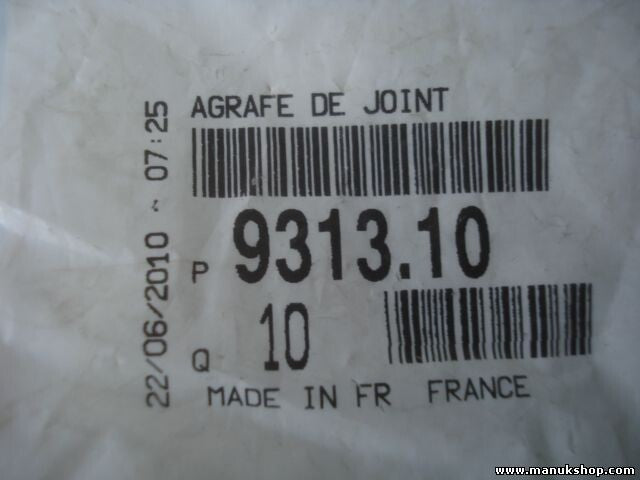 AGRAFE DE JOINT
22/06/2010 ~ 07:25
P 9313.10
Q 10
MADE IN FR FRANCE
www.manukshop.com